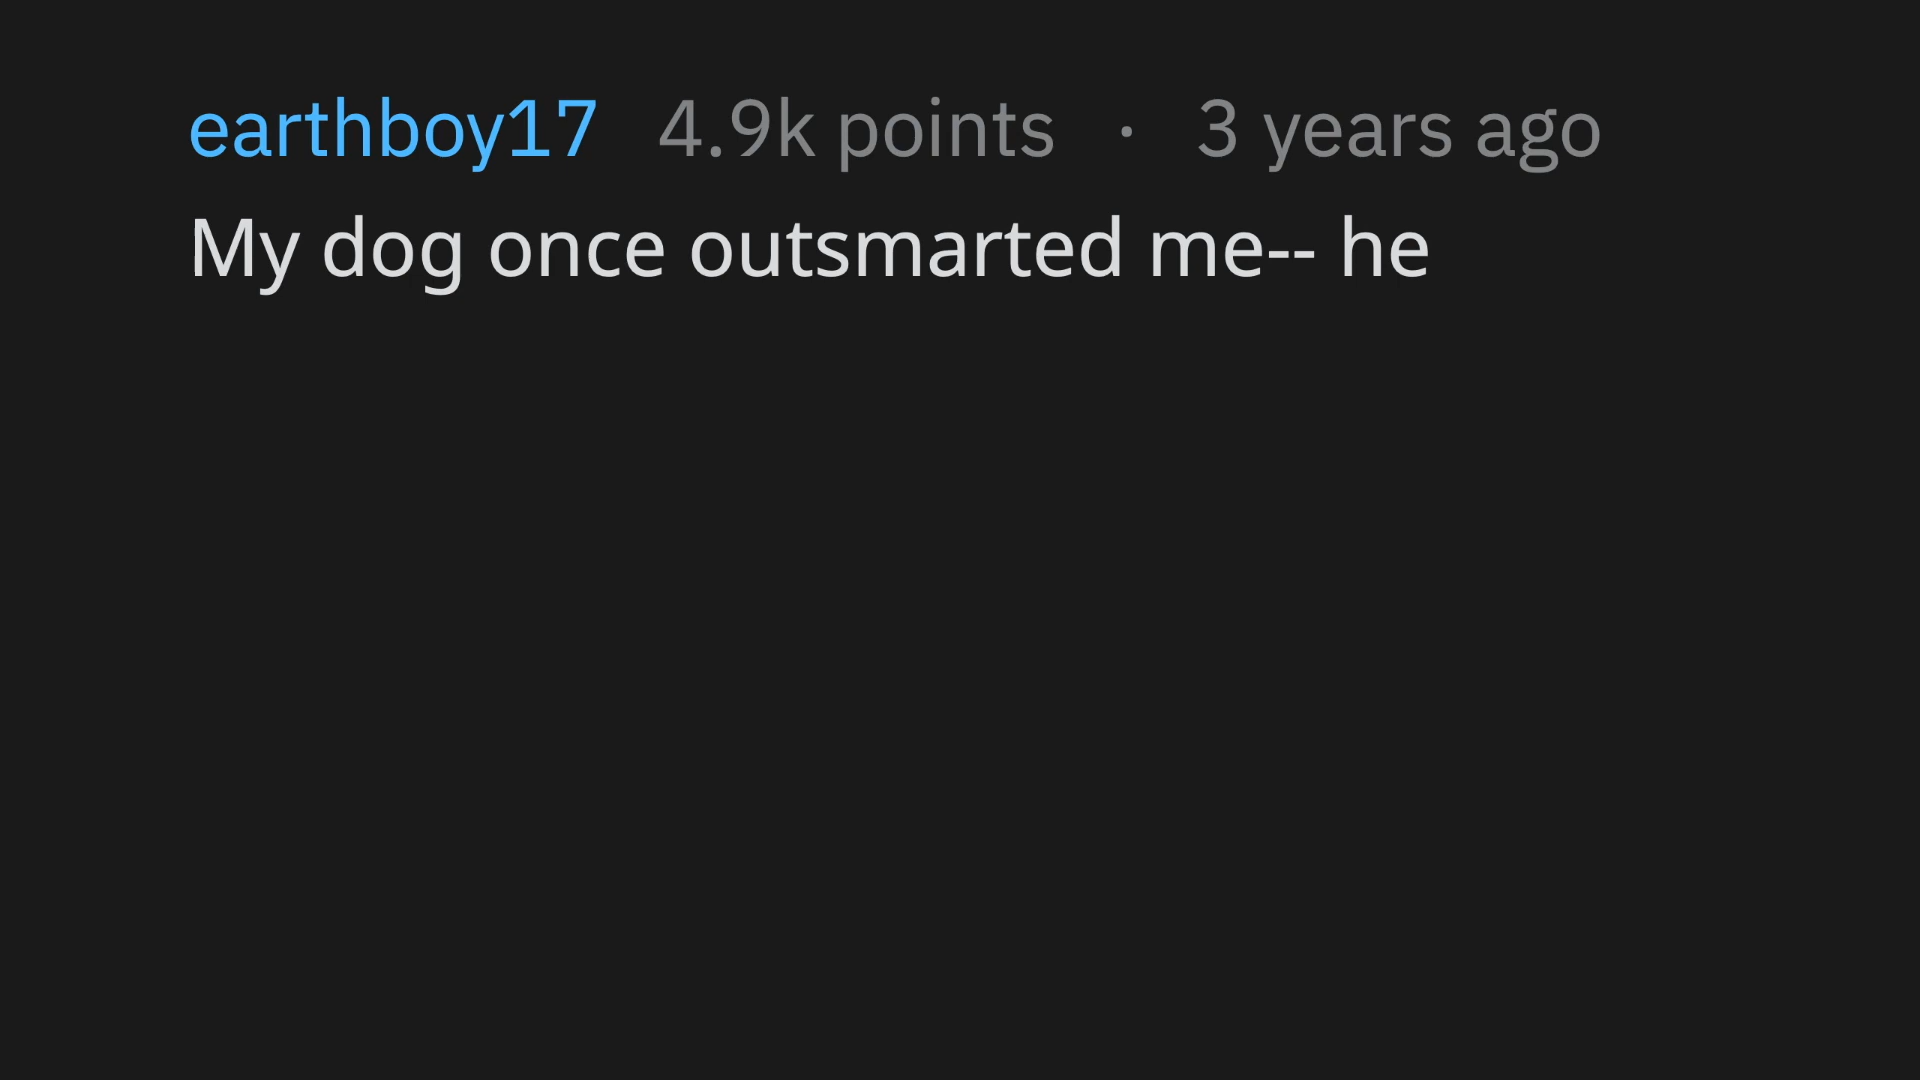 earthboy17 4.9k points · 3 years ago
My dog once outsmarted me-- he